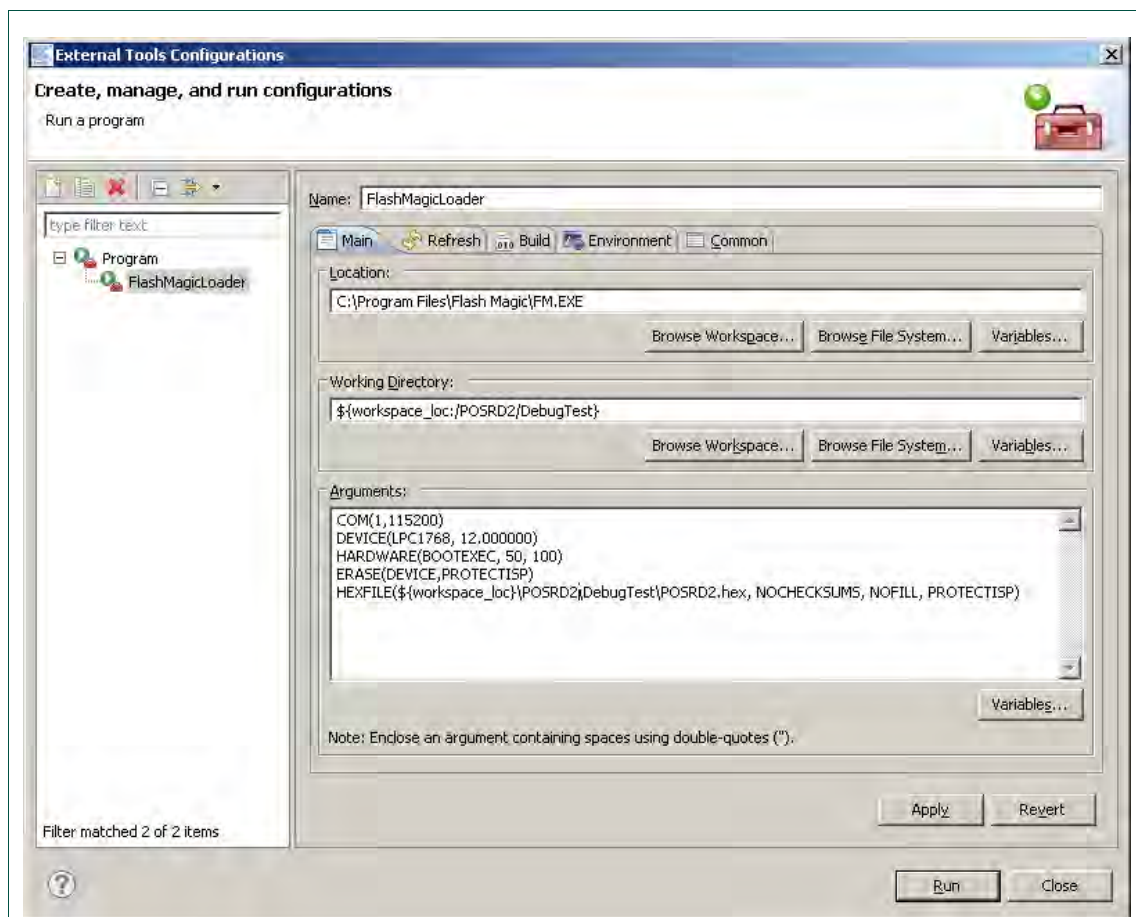 External Tools Configurations
Create, manage, and run configurations
Run a program
type filter text
Program
FlashMagicLoader
Filter matched 2 of 2 items
Name: FlashMagicLoader
Main Refresh Build Environment Common
Location:
C:\Program Files\Flash Magic\FM.EXE
Browse Workspace... Browse File System... Variables...
Working Directory:
${workspace_loc:/POSRD2/DebugTest}
Browse Workspace... Browse File System... Variables...
Arguments:
COM(1,115200)
DEVICE(LPC1768, 12.000000)
HARDWARE(BOOTEXEC, 50, 100)
ERASE(DEVICE,PROTECTISP)
HEXFILE(${workspace_loc}\POSRD2\DebugTest\POSRD2.hex, NOCHECKSUMS, NOFILL, PROTECTISP)
Variables...
Note: Enclose an argument containing spaces using double-quotes (").
Apply Revert
? Run Close